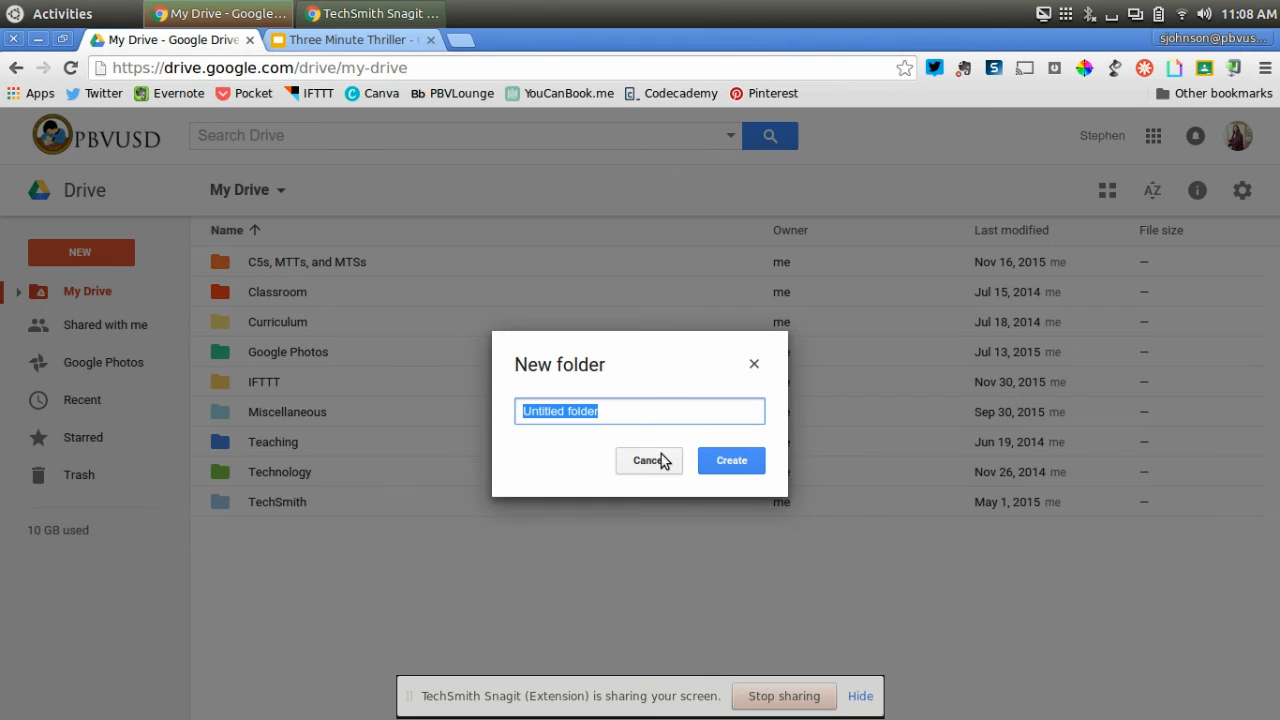 Activities
My Drive - Google...
TechSmith Snagit ...
11:08 AM
My Drive - Google Drive
Three Minute Thriller -
sjohnson@pbvus...
https://drive.google.com/drive/my-drive
Apps Twitter Evernote Pocket IFTTT Canva Bb PBVLounge YouCanBook.me Codecademy Pinterest Other bookmarks
PBVUSD
Search Drive
Stephen
Drive
My Drive
AZ
NEW
My Drive
Shared with me
Google Photos
Recent
Starred
Trash
10 GB used
Name Owner Last modified File size
C5s, MTTs, and MTSs me Nov 16, 2015 me —
Classroom me Jul 15, 2014 me —
Curriculum me Jul 18, 2014 me —
Google Photos Jul 13, 2015 me —
IFTTT Nov 30, 2015 me —
Miscellaneous Sep 30, 2015 me —
Teaching Jun 19, 2014 me —
Technology Nov 26, 2014 me —
TechSmith me May 1, 2015 me —
New folder
Untitled folder
Create
TechSmith Snagit (Extension) is sharing your screen. Stop sharing Hide